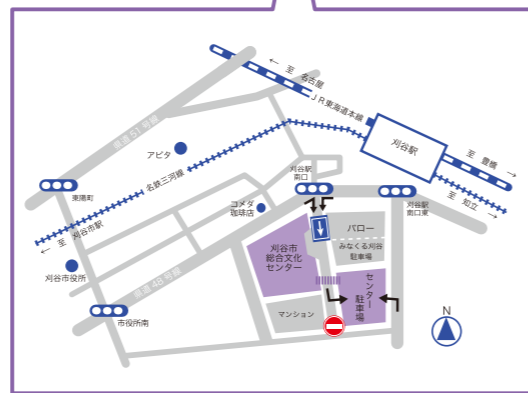 ← 至 名古屋
JR東海道本線
県道51号線
刈谷駅
アピタ
至 豊橋 →
刈谷駅
南口
名鉄三河線
東陽町
コメダ
珈琲店
刈谷駅
南口東
至 知立 →
← 至 刈谷市駅
バロー
みなくる刈谷
駐車場
刈谷市
総合文化
センター
刈谷市役所
県道48号線
センター
駐車場
マンション
市役所南
N